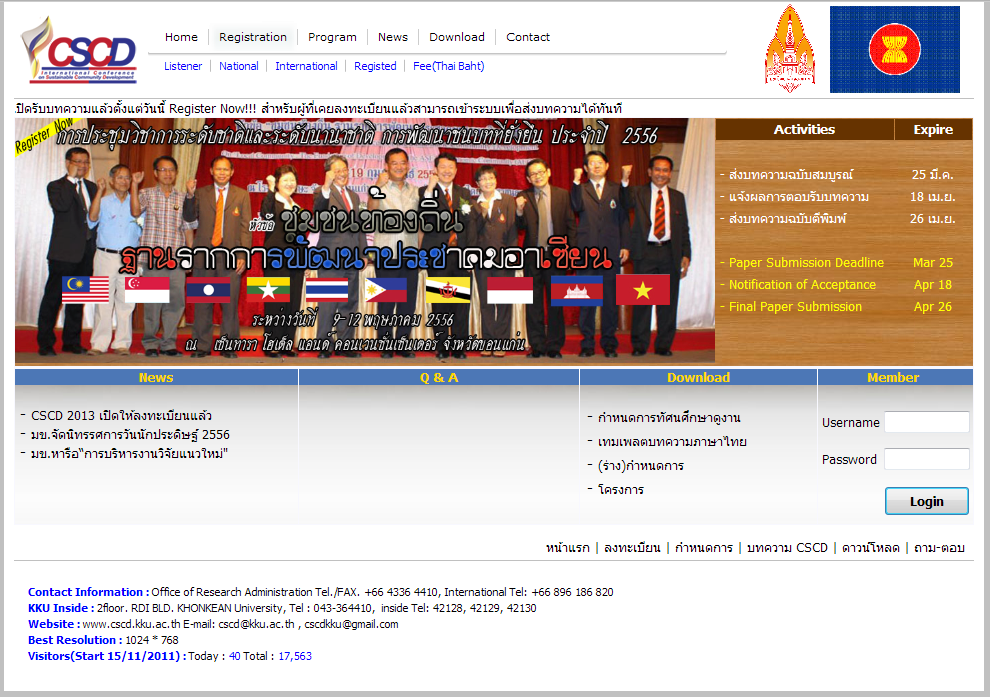 CSCD
International Conference
on Sustainable Community Development
Home Registration Program News Download Contact
Listener National International Registed Fee(Thai Baht)
ปิดรับบทความแล้วตั้งแต่วันนี้ Register Now!!! สำหรับผู้ที่เคยลงทะเบียนแล้วสามารถเข้าระบบเพื่อส่งบทความได้ทันที
Register Now
การประชุมวิชาการระดับชาติและระดับนานาชาติ การพัฒนาชนบทที่ยั่งยืน ประจำปี 2556
หัวข้อ ชุมชนท้องถิ่น
ฐานรากการพัฒนาประชาคมอาเซียน
ระหว่างวันที่ 9-12 พฤษภาคม 2556
ณ เซ็นทารา โฮเต็ล แอนด์ คอนเวนชั่นเซ็นเตอร์ จังหวัดขอนแก่น
Activities Expire
- ส่งบทความฉบับสมบูรณ์ 25 มี.ค.
- แจ้งผลการตอบรับบทความ 18 เม.ย.
- ส่งบทความฉบับตีพิมพ์ 26 เม.ย.
- Paper Submission Deadline Mar 25
- Notification of Acceptance Apr 18
- Final Paper Submission Apr 26
News
- CSCD 2013 เปิดให้ลงทะเบียนแล้ว
- มข.จัดนิทรรศการวันนักประดิษฐ์ 2556
- มข.หารือ"การบริหารงานวิจัยแนวใหม่"
Q & A
Download
- กำหนดการทัศนศึกษาดูงาน
- เทมเพลตบทความภาษาไทย
- (ร่าง)กำหนดการ
- โครงการ
Member
Username
Password
Login
หน้าแรก | ลงทะเบียน | กำหนดการ | บทความ CSCD | ดาวน์โหลด | ถาม-ตอบ
Contact Information : Office of Research Administration Tel./FAX. +66 4336 4410, International Tel: +66 896 186 820
KKU Inside : 2floor. RDI BLD. KHONKEAN University, Tel : 043-364410, inside Tel: 42128, 42129, 42130
Website : www.cscd.kku.ac.th E-mail: cscd@kku.ac.th , cscdkku@gmail.com
Best Resolution : 1024 * 768
Visitors(Start 15/11/2011) : Today : 40 Total : 17,563